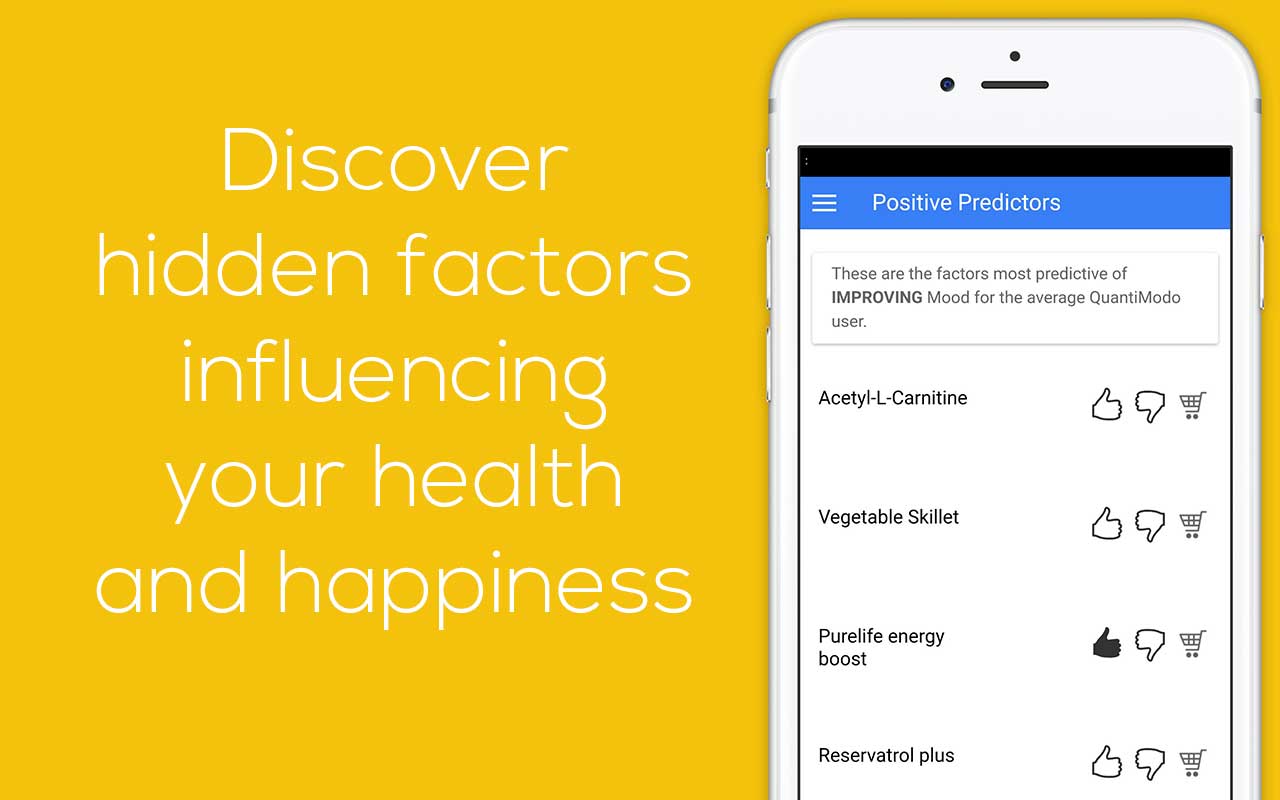 Discover
hidden factors
influencing
your health
and happiness
:
Positive Predictors
These are the factors most predictive of
IMPROVING Mood for the average QuantiModo
user.
Acetyl-L-Carnitine
Vegetable Skillet
Purelife energy
boost
Reservatrol plus